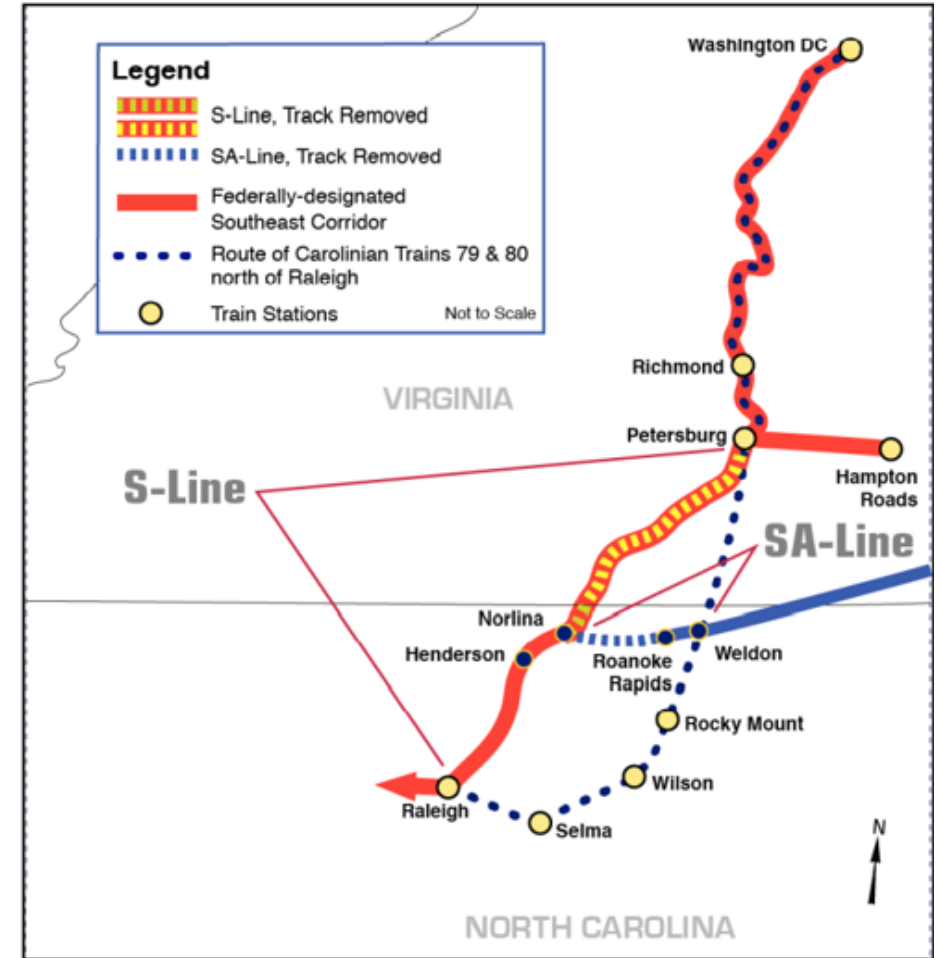 Legend
S-Line, Track Removed
SA-Line, Track Removed
Federally-designated
Southeast Corridor
Route of Carolinian Trains 79 & 80
north of Raleigh
Train Stations
Not to Scale
Washington DC
Richmond
VIRGINIA
Petersburg
Hampton
Roads
S-Line
SA-Line
Norlina
Henderson
Roanoke
Rapids
Weldon
Rocky Mount
Wilson
Raleigh
Selma
N
NORTH CAROLINA